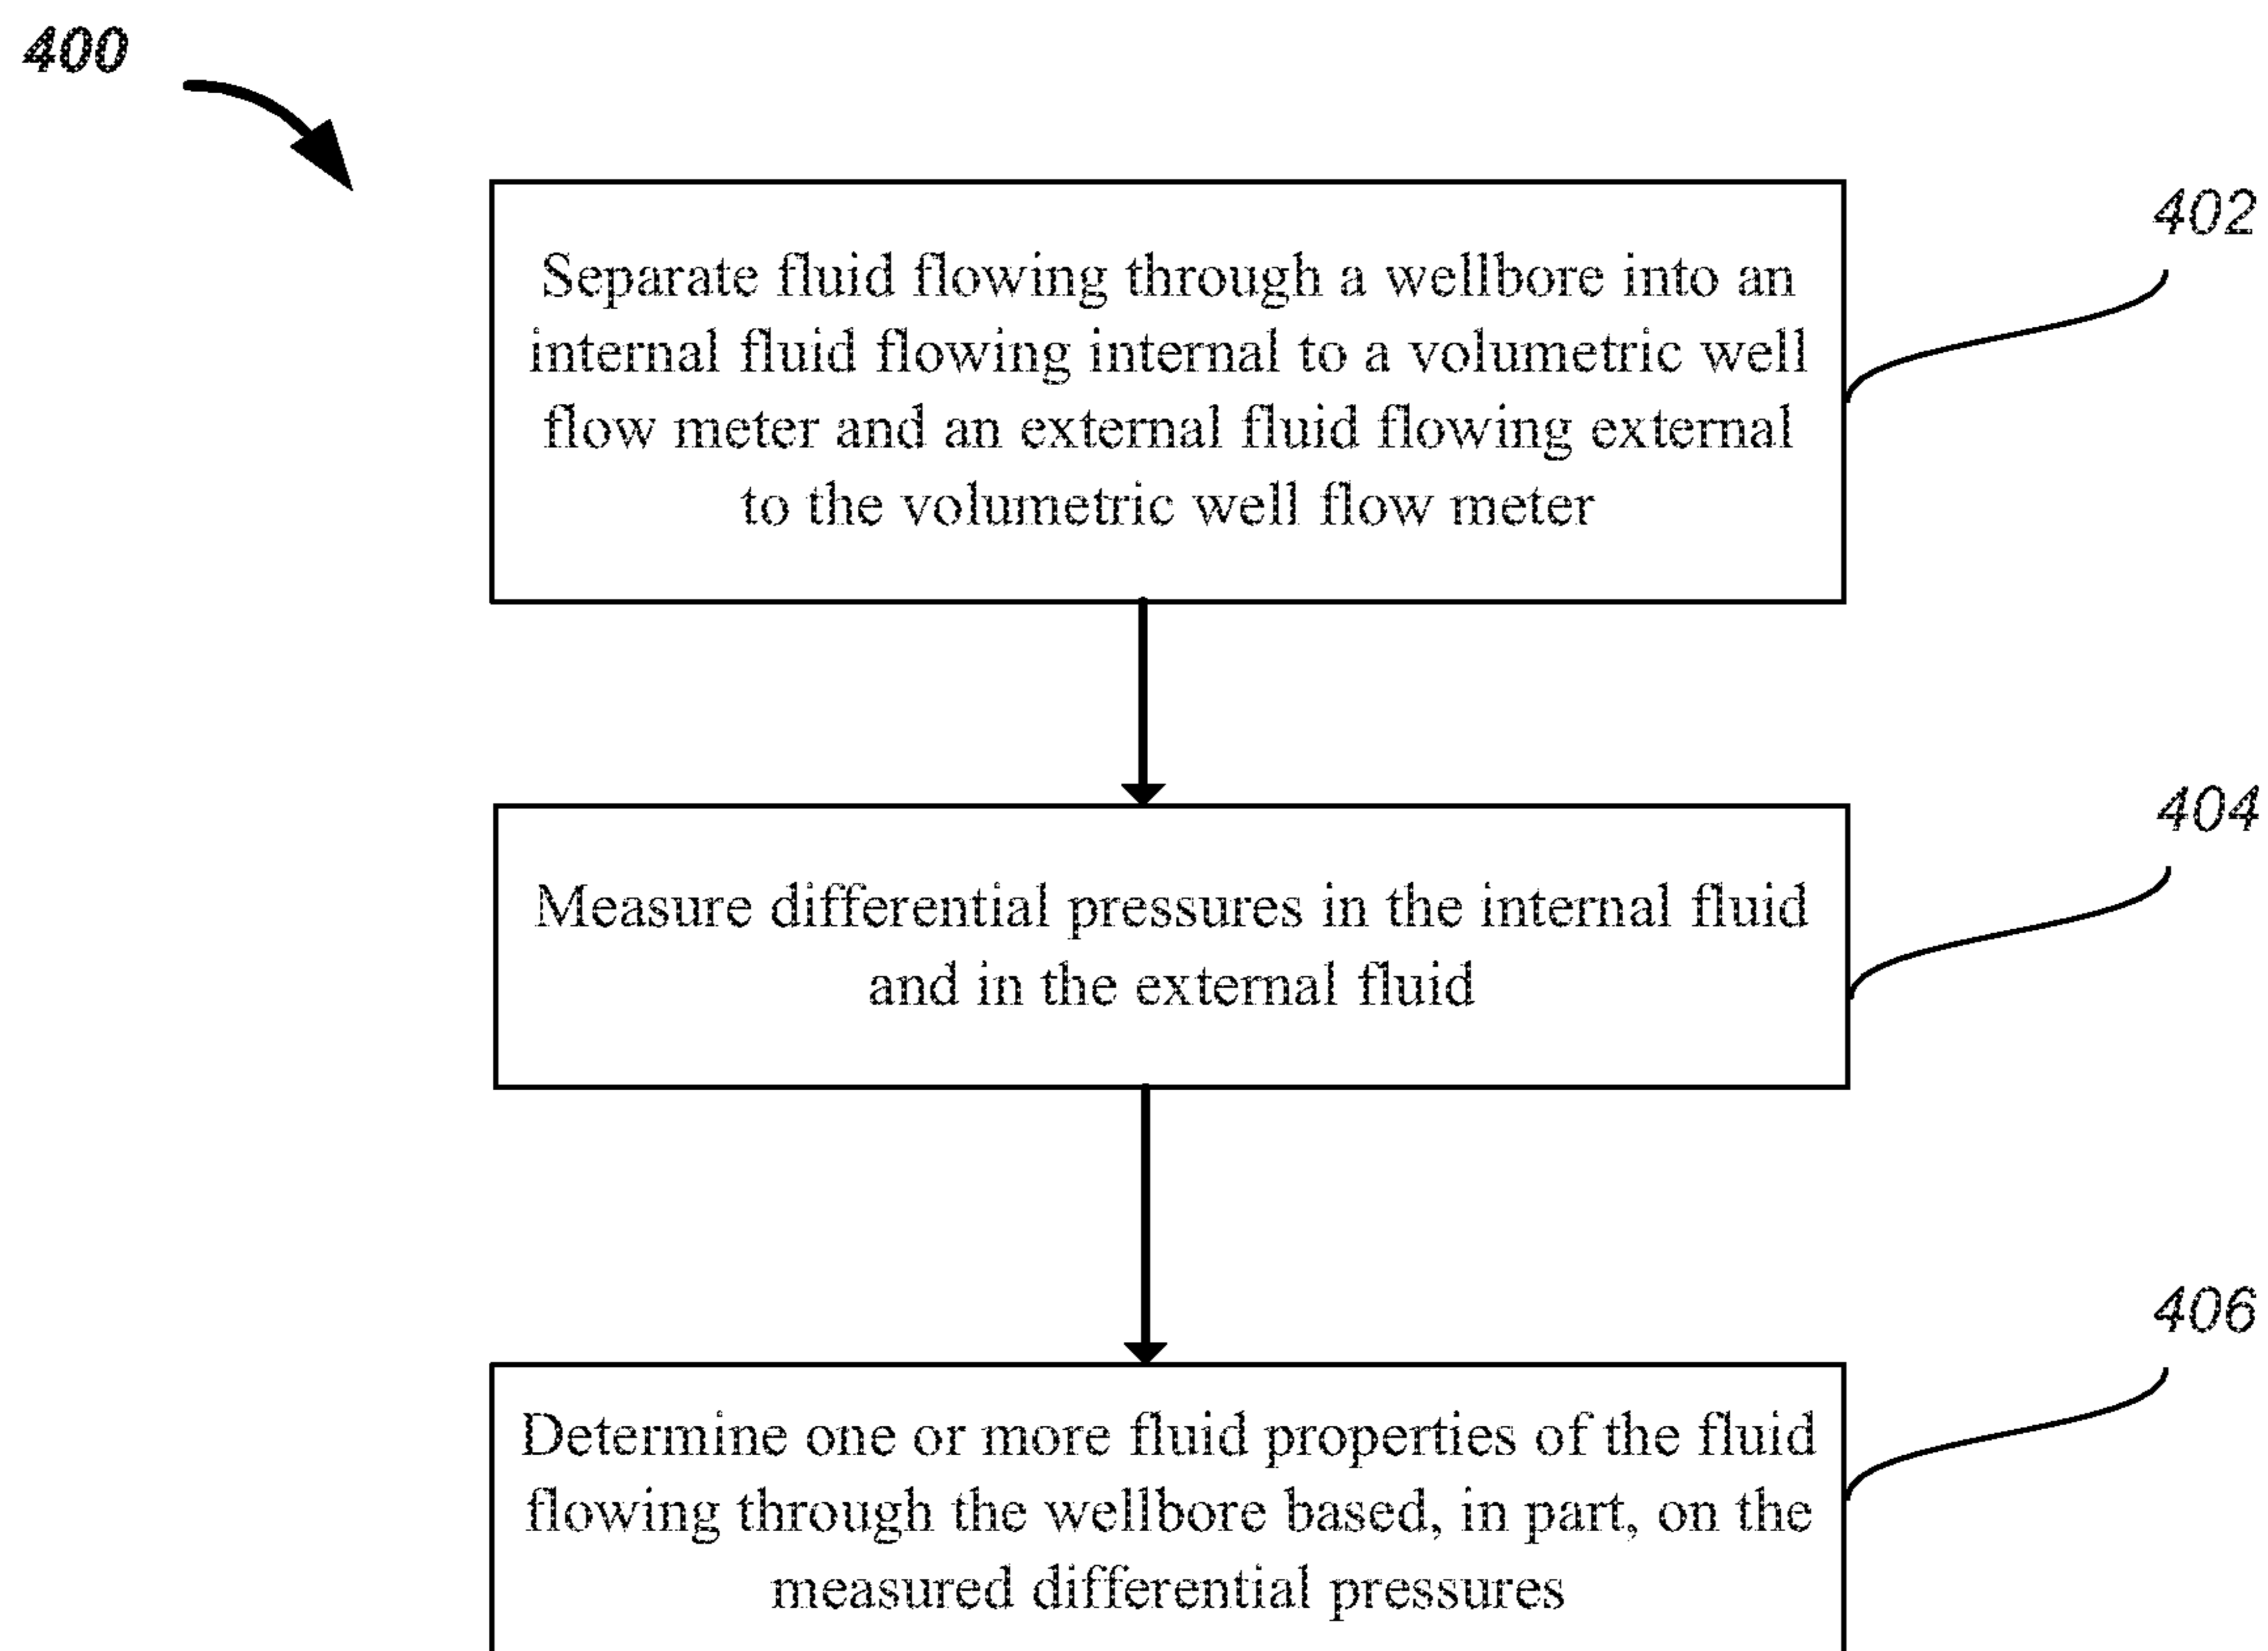 400
402
Separate fluid flowing through a wellbore into an
internal fluid flowing internal to a volumetric well
flow meter and an external fluid flowing external
to the volumetric well flow meter
404
Measure differential pressures in the internal fluid
and in the external fluid
406
Determine one or more fluid properties of the fluid
flowing through the wellbore based, in part, on the
measured differential pressures